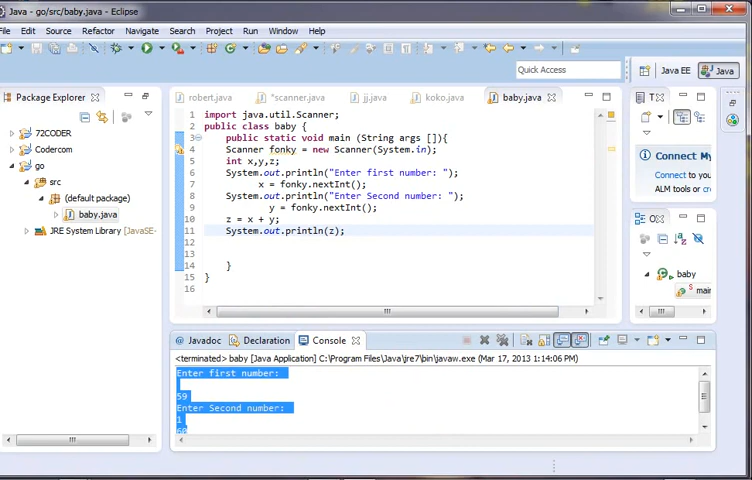 Java - go/src/baby.java - Eclipse
File Edit Source Refactor Navigate Search Project Run Window Help
Quick Access
Java EE
Java
Package Explorer
72CODER
Codercom
go
src
(default package)
baby.java
JRE System Library [JavaSE-
robert.java
*scanner.java
jj.java
koko.java
baby.java
1 import java.util.Scanner;
2 public class baby {
3 public static void main (String args []){
4 Scanner fonky = new Scanner(System.in);
5 int x,y,z;
6 System.out.println("Enter first number: ");
7 x = fonky.nextInt();
8 System.out.println("Enter Second number: ");
9 y = fonky.nextInt();
10 z = x + y;
11 System.out.println(z);
12
13
14 }
15 }
16
T
Connect My
Connect to your
ALM tools or cre
O
baby
main
Javadoc
Declaration
Console
<terminated> baby [Java Application] C:\Program Files\Java\jre7\bin\javaw.exe (Mar 17, 2013 1:14:06 PM)
Enter first number:
59
Enter Second number:
1
60